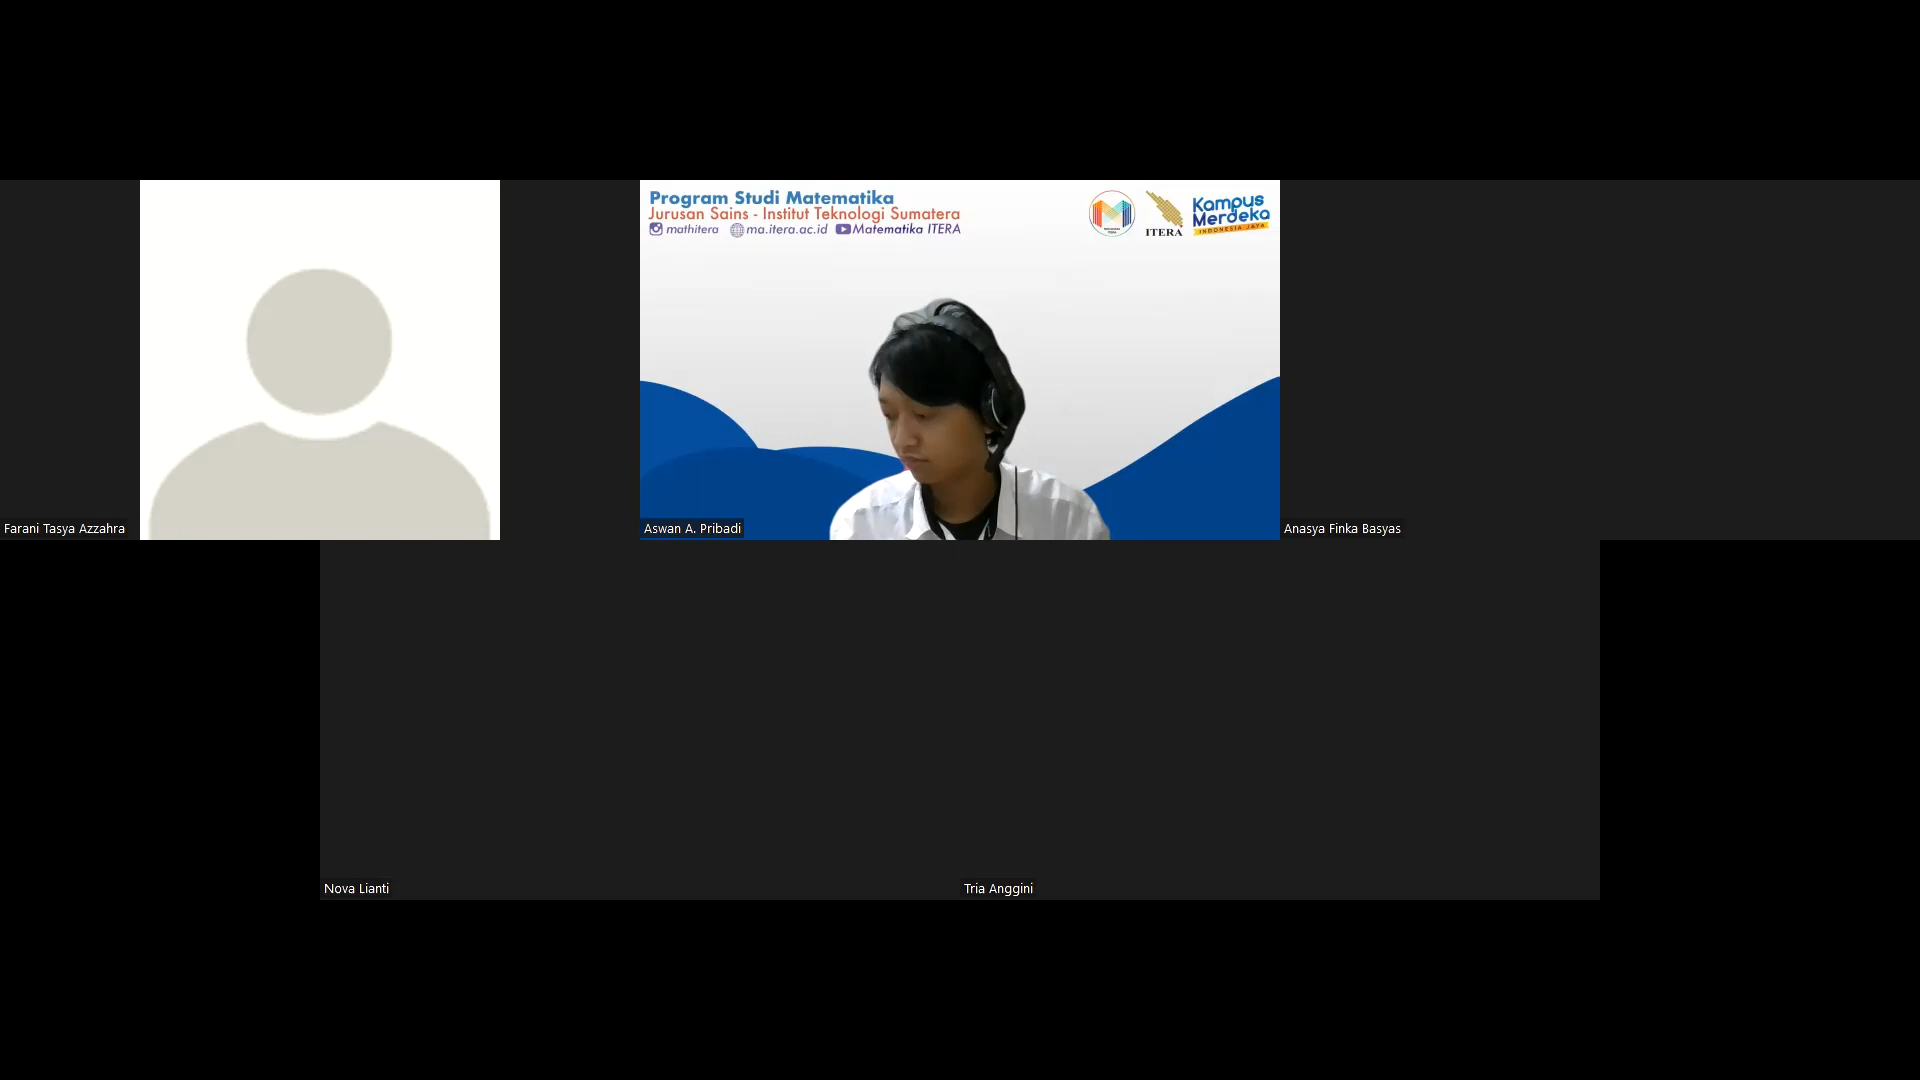 Program Studi Matematika
Jurusan Sains - Institut Teknologi Sumatera
mathitera ma.itera.ac.id Matematika ITERA
ITERA
Kampus
Merdeka
INDONESIA JAYA
Farani Tasya Azzahra
Aswan A. Pribadi
Anasya Finka Basyas
Nova Lianti
Tria Anggini